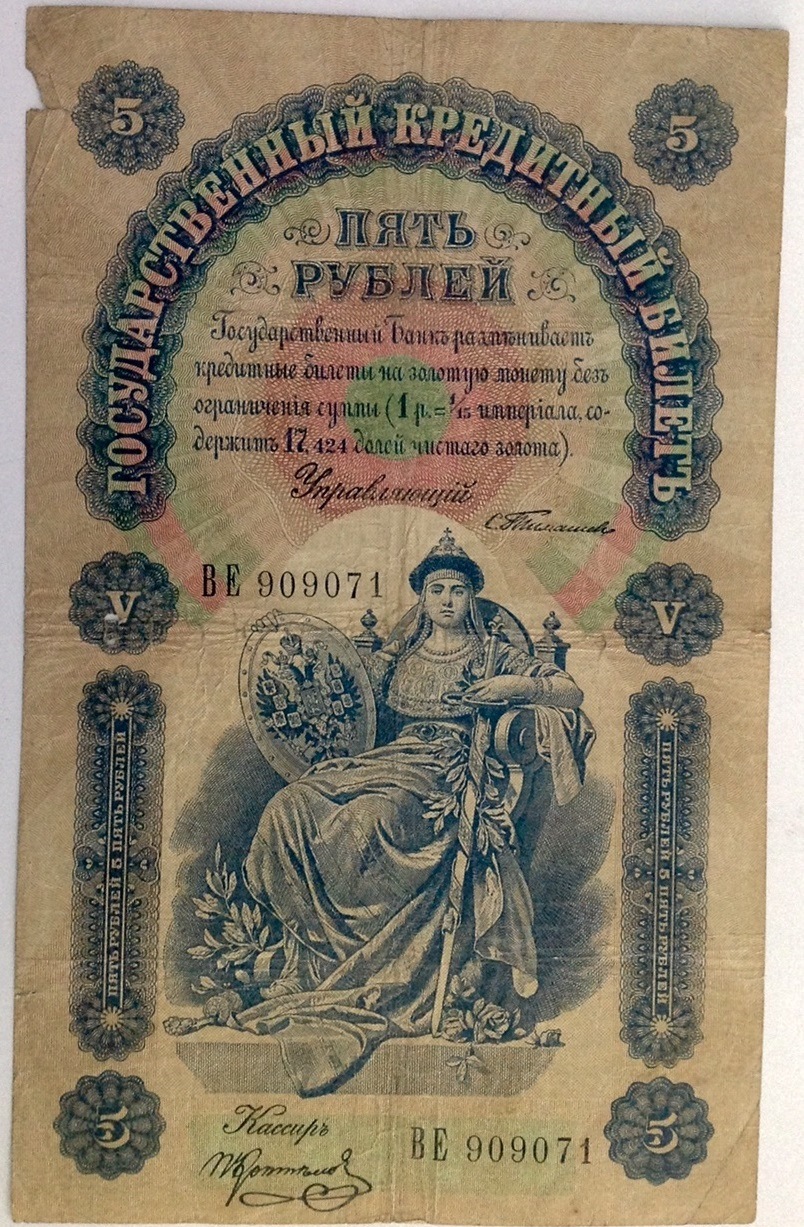 5
5
ГОСУДАРСТВЕННЫЙ КРЕДИТНЫЙ БИЛЕТЪ
ПЯТЬ
РУБЛЕЙ
Государственный Банкъ размѣниваетъ
кредитные билеты на золотую монету безъ
ограниченія суммы (1 р.= 1/15 имперіала, со-
держитъ 17,424 долей чистаго золота).
Управляющій
С. Тимашев
ВЕ 909071
V
V
ПЯТЬ РУБЛЕЙ 5 ПЯТЬ РУБЛЕЙ
ПЯТЬ РУБЛЕЙ 5 ПЯТЬ РУБЛЕЙ
Кассиръ
ВЕ 909071
5
5